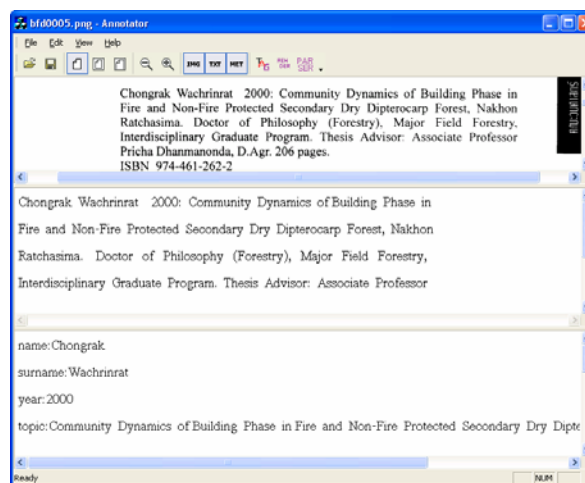 bfd0005.png - Annotator
File Edit View Help
IMG TXT MET
PAR
SER
Chongrak Wachrinrat 2000: Community Dynamics of Building Phase in
Fire and Non-Fire Protected Secondary Dry Dipterocarp Forest, Nakhon
Ratchasima. Doctor of Philosophy (Forestry), Major Field Forestry,
Interdisciplinary Graduate Program. Thesis Advisor: Associate Professor
Pricha Dhanmanonda, D.Agr. 206 pages.
ISBN 974-461-262-2
Chongrak Wachrinrat 2000: Community Dynamics of Building Phase in
Fire and Non-Fire Protected Secondary Dry Dipterocarp Forest, Nakhon
Ratchasima. Doctor of Philosophy (Forestry), Major Field Forestry,
Interdisciplinary Graduate Program. Thesis Advisor: Associate Professor
name:Chongrak
surname:Wachrinrat
year:2000
topic:Community Dynamics of Building Phase in Fire and Non-Fire Protected Secondary Dry Dipte
Ready NUM